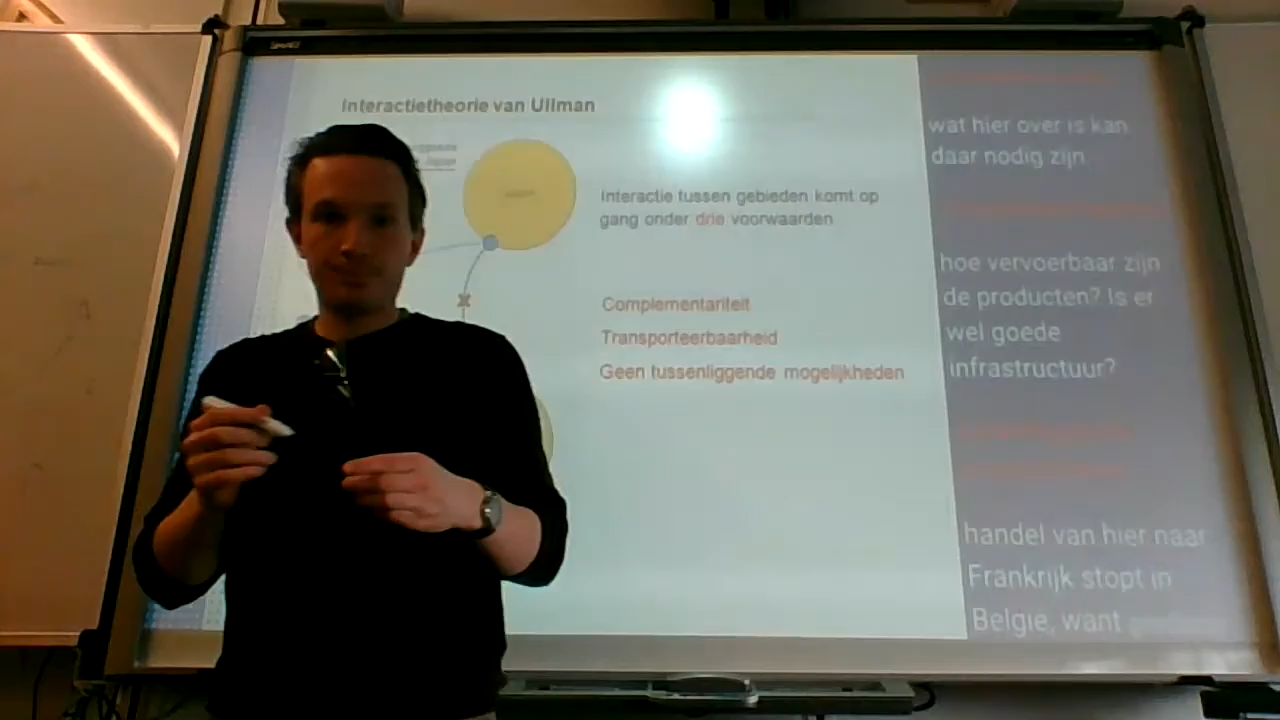 Interactietheorie van Ullman
Interactie tussen gebieden komt op
gang onder drie voorwaarden
Complementariteit
Transporteerbaarheid
Geen tussenliggende mogelijkheden
wat hier over is kan
daar nodig zijn
hoe vervoerbaar zijn
de producten? Is er
wel goede
infrastructuur?
handel van hier naar
Frankrijk stopt in
Belgie, want